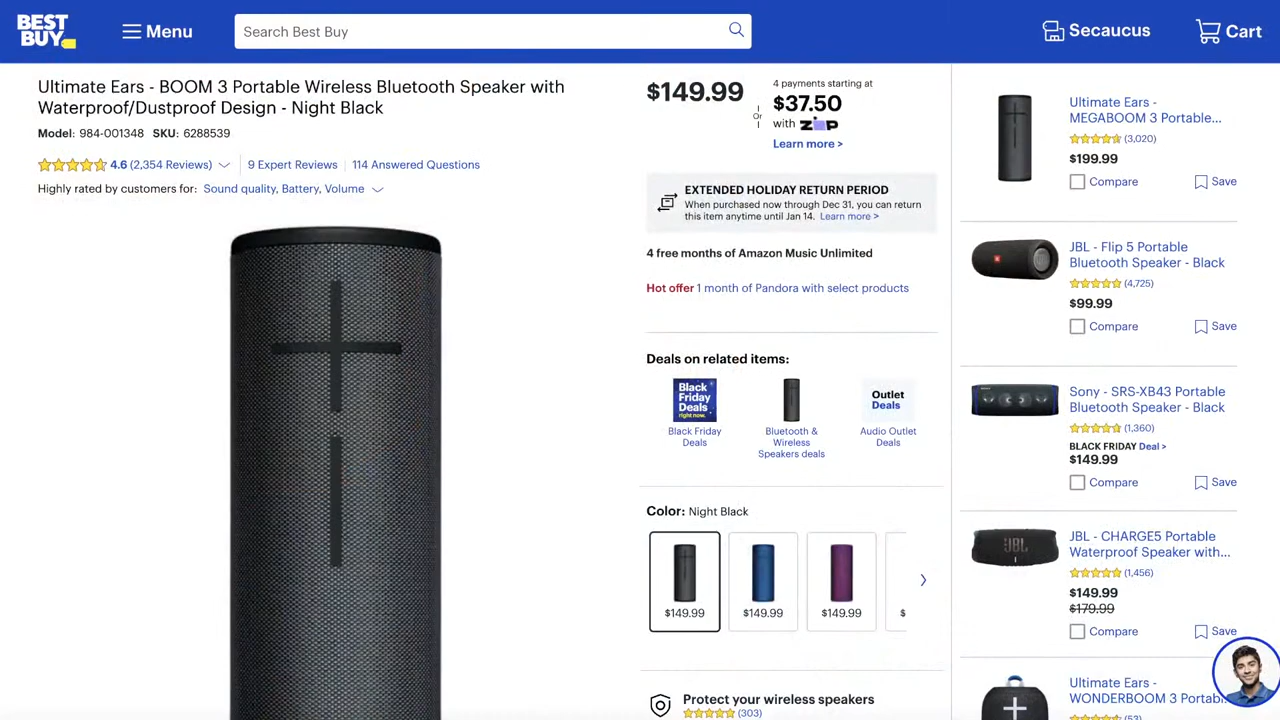 BEST
BUY
Menu
Search Best Buy
Secaucus
Cart
Ultimate Ears - BOOM 3 Portable Wireless Bluetooth Speaker with
Waterproof/Dustproof Design - Night Black
Model: 984-001348 SKU: 6288539
4.6 (2,354 Reviews)
9 Expert Reviews
114 Answered Questions
Highly rated by customers for: Sound quality, Battery, Volume
$149.99
Or
4 payments starting at
$37.50
with ZIP
Learn more >
EXTENDED HOLIDAY RETURN PERIOD
When purchased now through Dec 31, you can return
this item anytime until Jan 14. Learn more >
4 free months of Amazon Music Unlimited
Hot offer 1 month of Pandora with select products
Deals on related items:
Black
Friday
Deals
right now.
Black Friday
Deals
Bluetooth &
Wireless
Speakers deals
Outlet
Deals
Audio Outlet
Deals
Color: Night Black
$149.99
$149.99
$149.99
$
Protect your wireless speakers
(303)
Ultimate Ears -
MEGABOOM 3 Portable...
(3,020)
$199.99
Compare
Save
JBL - Flip 5 Portable
Bluetooth Speaker - Black
(4,725)
$99.99
Compare
Save
Sony - SRS-XB43 Portable
Bluetooth Speaker - Black
(1,360)
BLACK FRIDAY Deal >
$149.99
Compare
Save
JBL
JBL - CHARGE5 Portable
Waterproof Speaker with...
(1,456)
$149.99
$179.99
Compare
Save
Ultimate Ears -
WONDERBOOM 3 Portab
(53)